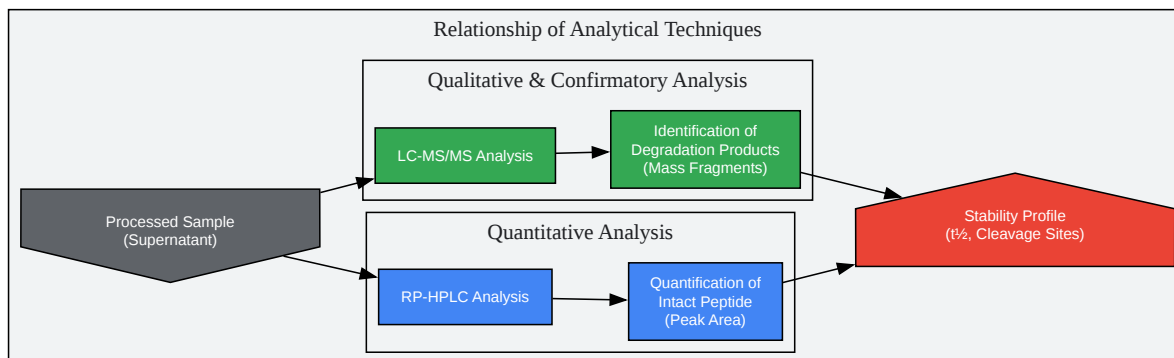 Relationship of Analytical Techniques
Qualitative & Confirmatory Analysis
LC-MS/MS Analysis
Identification of
Degradation Products
(Mass Fragments)
Processed Sample
(Supernatant)
Quantitative Analysis
RP-HPLC Analysis
Quantification of
Intact Peptide
(Peak Area)
Stability Profile
(t½, Cleavage Sites)